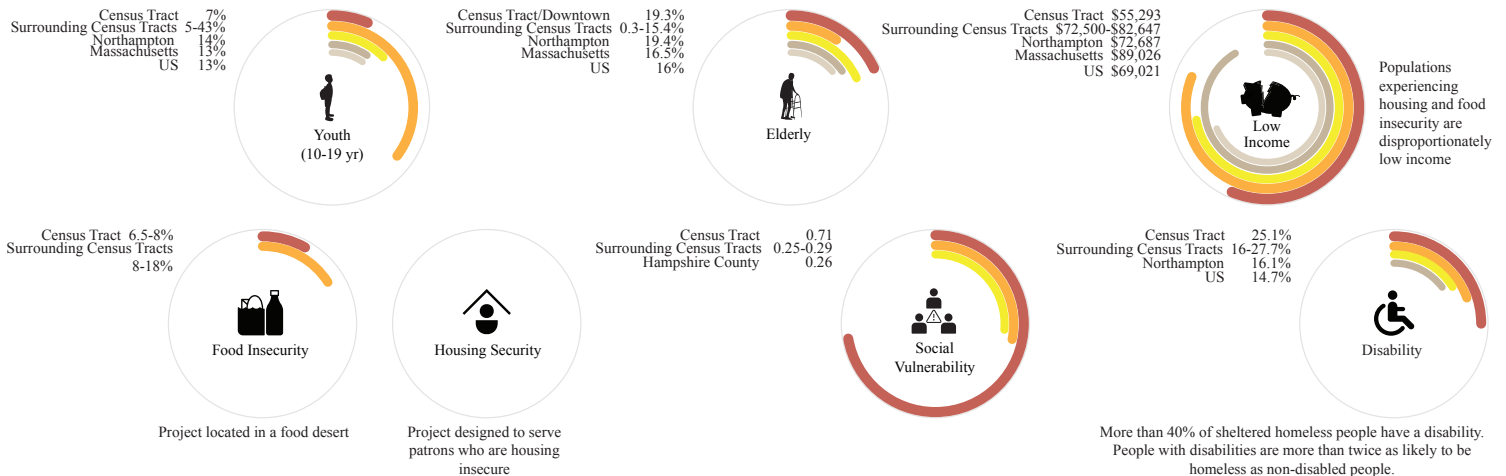 Census Tract 7%
Surrounding Census Tracts 5-43%
Northampton 14%
Massachusetts 13%
US 13%
Youth
(10-19 yr)
Census Tract/Downtown 19.3%
Surrounding Census Tracts 0.3-15.4%
Northampton 19.4%
Massachusetts 16.5%
US 16%
Elderly
Census Tract $55,293
Surrounding Census Tracts $72,500-$82,647
Northampton $72,687
Massachusetts $89,026
US $69,021
Low
Income
Populations
experiencing
housing and food
insecurity are
disproportionately
low income
Census Tract 6.5-8%
Surrounding Census Tracts
8-18%
Food Insecurity
Project located in a food desert
Housing Security
Project designed to serve
patrons who are housing
insecure
Census Tract 0.71
Surrounding Census Tracts 0.25-0.29
Hampshire County 0.26
Social
Vulnerability
Census Tract 25.1%
Surrounding Census Tracts 16-27.7%
Northampton 16.1%
US 14.7%
Disability
More than 40% of sheltered homeless people have a disability.
People with disabilities are more than twice as likely to be
homeless as non-disabled people.